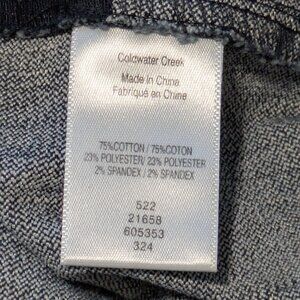 Coldwater Creek
Made in China
Fabriqué en Chine
75%COTTON / 75%COTON
23% POLYESTER/ 23% POLYESTER
2% SPANDEX / 2% SPANDEX
522
21658
605353
324